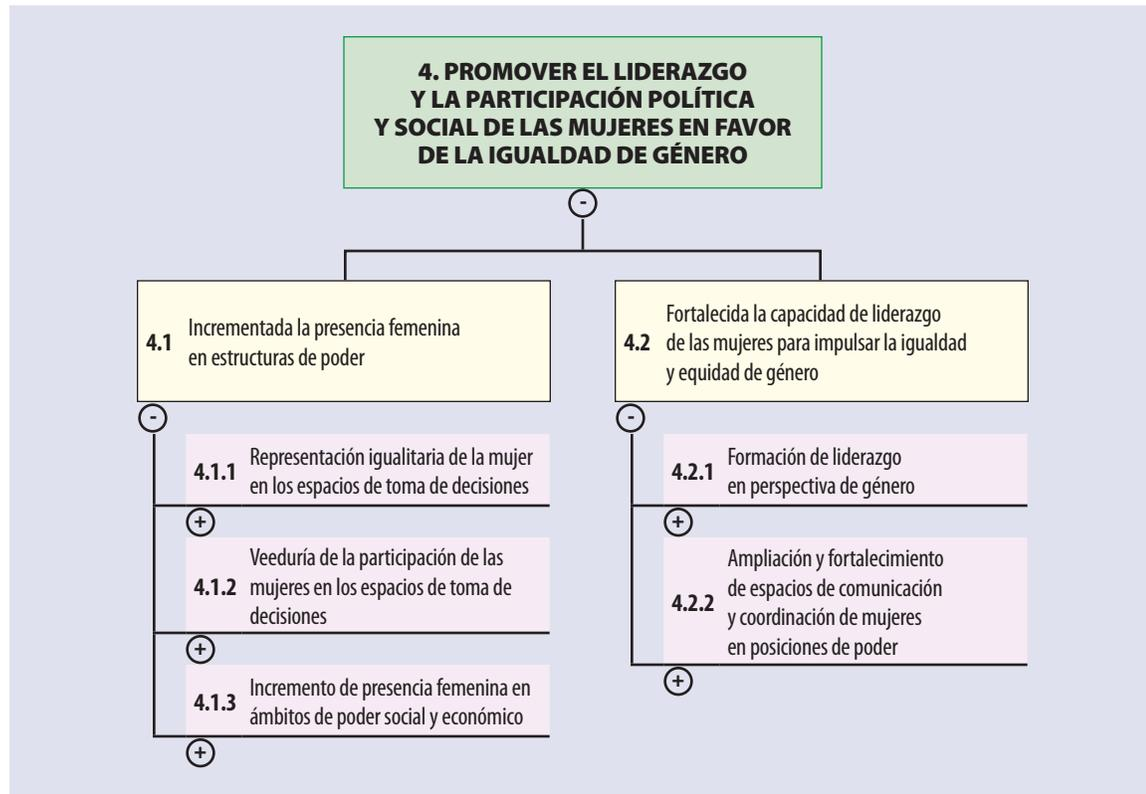 4. PROMOVER EL LIDERAZGO
Y LA PARTICIPACIÓN POLÍTICA
Y SOCIAL DE LAS MUJERES EN FAVOR
DE LA IGUALDAD DE GÉNERO
-
4.1 Incrementada la presencia femenina
en estructuras de poder
-
4.1.1 Representación igualitaria de la mujer
en los espacios de toma de decisiones
+
4.1.2 Veeduría de la participación de las
mujeres en los espacios de toma de
decisiones
+
4.1.3 Incremento de presencia femenina en
ámbitos de poder social y económico
+
4.2 Fortalecida la capacidad de liderazgo
de las mujeres para impulsar la igualdad
y equidad de género
-
4.2.1 Formación de liderazgo
en perspectiva de género
+
4.2.2 Ampliación y fortalecimiento
de espacios de comunicación
y coordinación de mujeres
en posiciones de poder
+